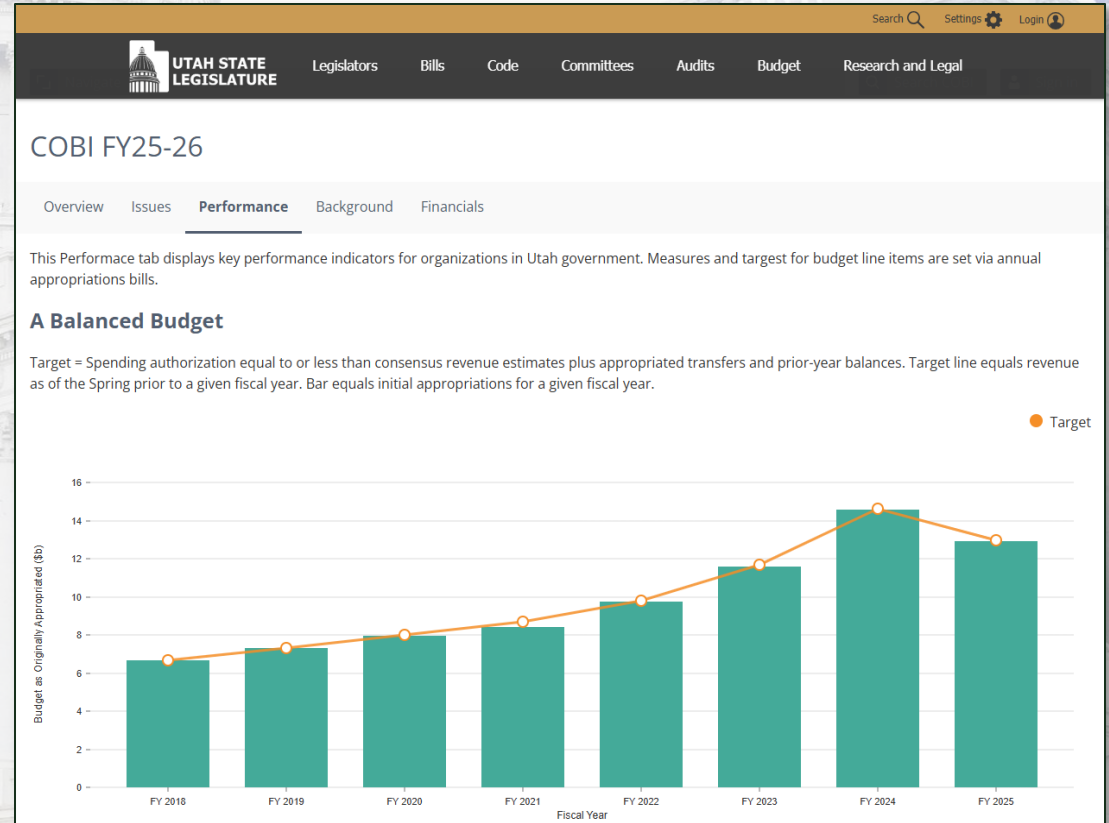 Search Settings Login
UTAH STATE
LEGISLATURE
Legislators Bills Code Committees Audits Budget Research and Legal
COBI FY25-26
Overview Issues Performance Background Financials
This Performace tab displays key performance indicators for organizations in Utah government. Measures and targest for budget line items are set via annual
appropriations bills.
A Balanced Budget
Target = Spending authorization equal to or less than consensus revenue estimates plus appropriated transfers and prior-year balances. Target line equals revenue
as of the Spring prior to a given fiscal year. Bar equals initial appropriations for a given fiscal year.
Target
Budget as Originally Appropriated ($b)
16
14
12
10
8
6
4
2
0
FY 2018 FY 2019 FY 2020 FY 2021 FY 2022 FY 2023 FY 2024 FY 2025
Fiscal Year